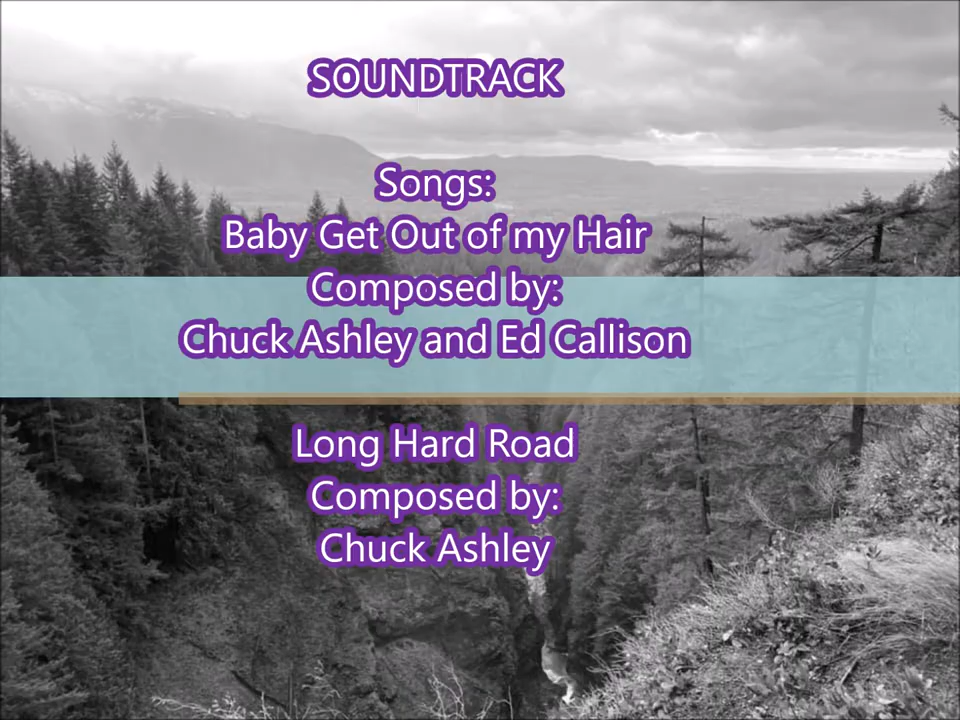 SOUNDTRACK
Songs:
Baby Get Out of my Hair
Composed by:
Chuck Ashley and Ed Callison
Long Hard Road
Composed by:
Chuck Ashley